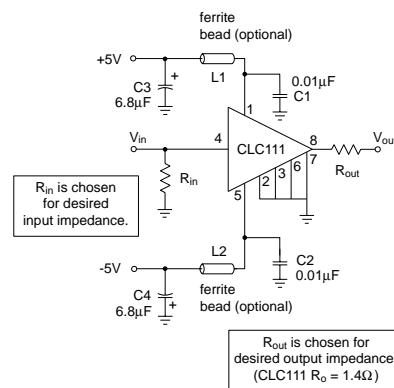 ferrite
bead (optional)
+5V
+
C3
6.8µF
L1
0.01µF
C1
1
Vin
4
CLC111
8
7
Vou
Rin
Rout
5
2
3
6
Rin is chosen
for desired
input impedance.
L2
-5V
+
C4
6.8µF
C2
0.01µF
ferrite
bead (optional)
Rout is chosen for
desired output impedance
(CLC111 Ro = 1.4Ω)